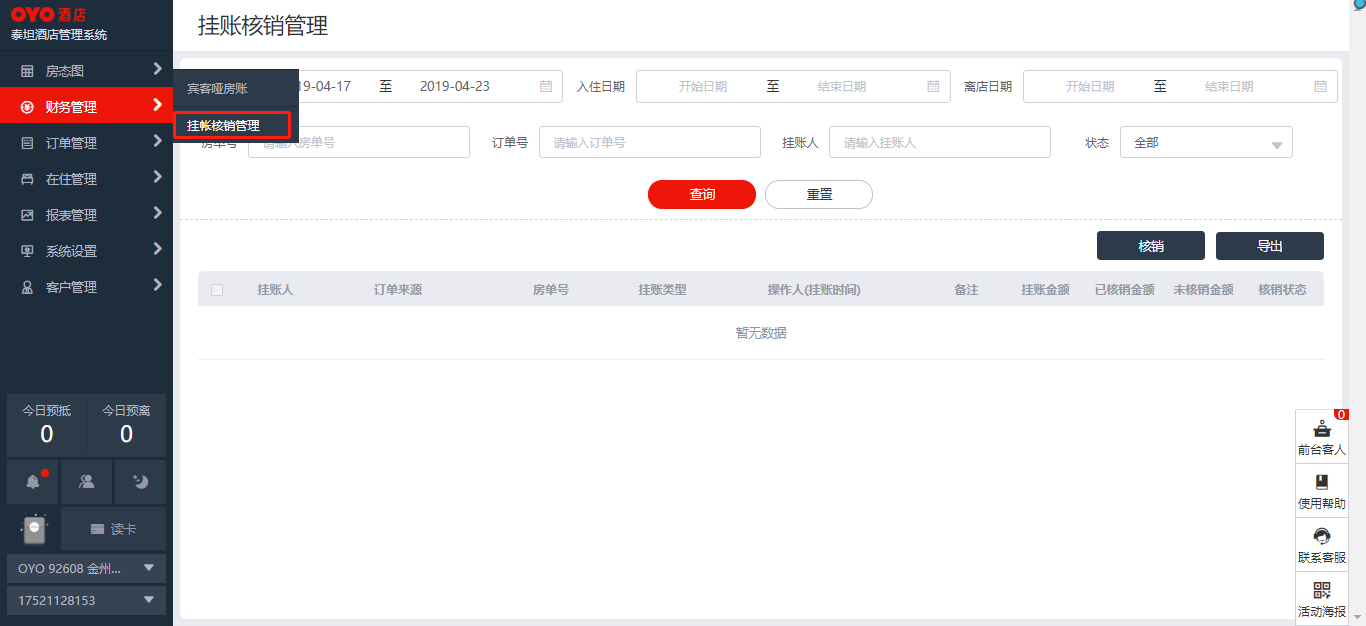 OYO 酒店
泰坦酒店管理系统
房态图
财务管理
订单管理
在住管理
报表管理
系统设置
客户管理
今日预抵
0
今日预离
0
读卡
OYO 92608 金州...
17521128153
挂账核销管理
宾客哑房账
挂帐核销管理
19-04-17 至 2019-04-23
入住日期
开始日期 至 结束日期
离店日期
开始日期 至 结束日期
房单号
请输入房单号
订单号
请输入订单号
挂账人
请输入挂账人
状态
全部
查询
重置
核销
导出
挂账人 订单来源 房单号 挂账类型 操作人(挂账时间) 备注 挂账金额 已核销金额 未核销金额 核销状态
暂无数据
0
前台客人
使用帮助
联系客服
活动海报